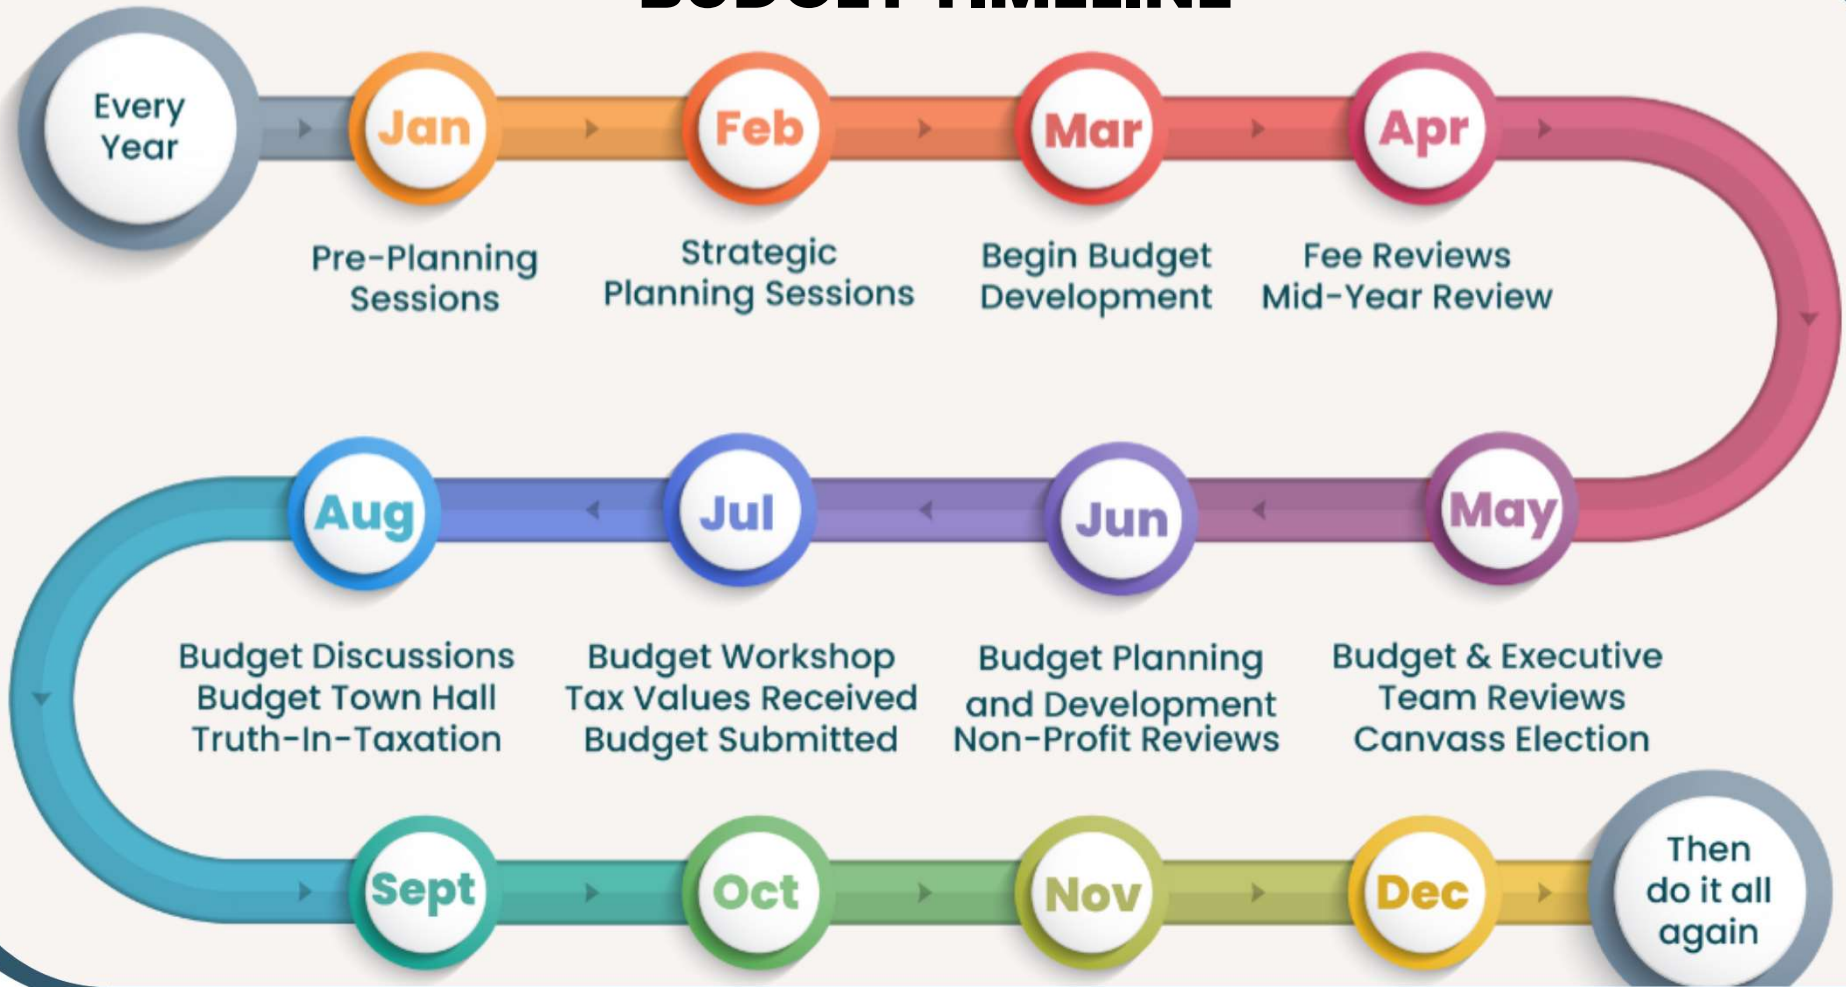 BUDGET TIMELINE
Every
Year
Jan
Feb
Mar
Apr
Pre-Planning
Sessions
Strategic
Planning Sessions
Begin Budget
Development
Fee Reviews
Mid-Year Review
May
Jun
Jul
Aug
Budget & Executive
Team Reviews
Canvass Election
Budget Planning
and Development
Non-Profit Reviews
Budget Workshop
Tax Values Received
Budget Submitted
Budget Discussions
Budget Town Hall
Truth-In-Taxation
Sept
Oct
Nov
Dec
Then
do it all
again